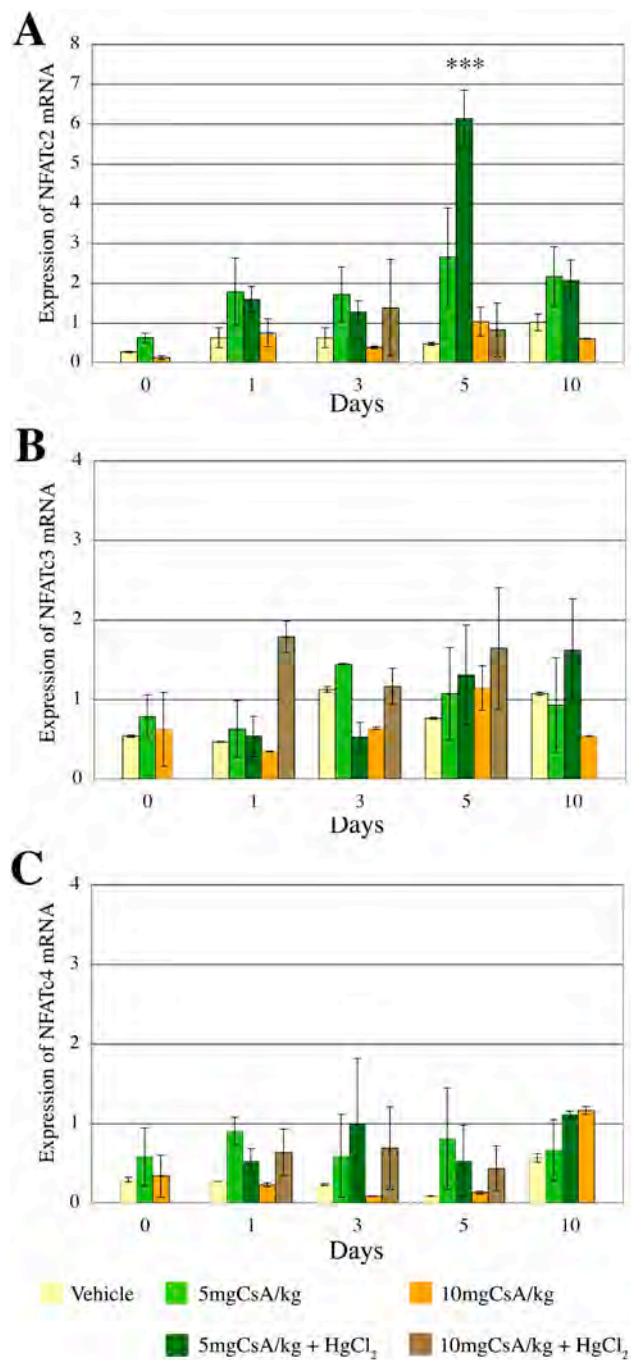 A
Expression of NFATc2 mRNA
8
7
6
5
4
3
2
1
0
***
0 1 3 5 10
Days
B
Expression of NFATc3 mRNA
4
3
2
1
0
0 1 3 5 10
Days
C
Expression of NFATc4 mRNA
4
3
2
1
0
0 1 3 5 10
Days
Vehicle 5mgCsA/kg 10mgCsA/kg
5mgCsA/kg + HgCl₂ 10mgCsA/kg + HgCl₂